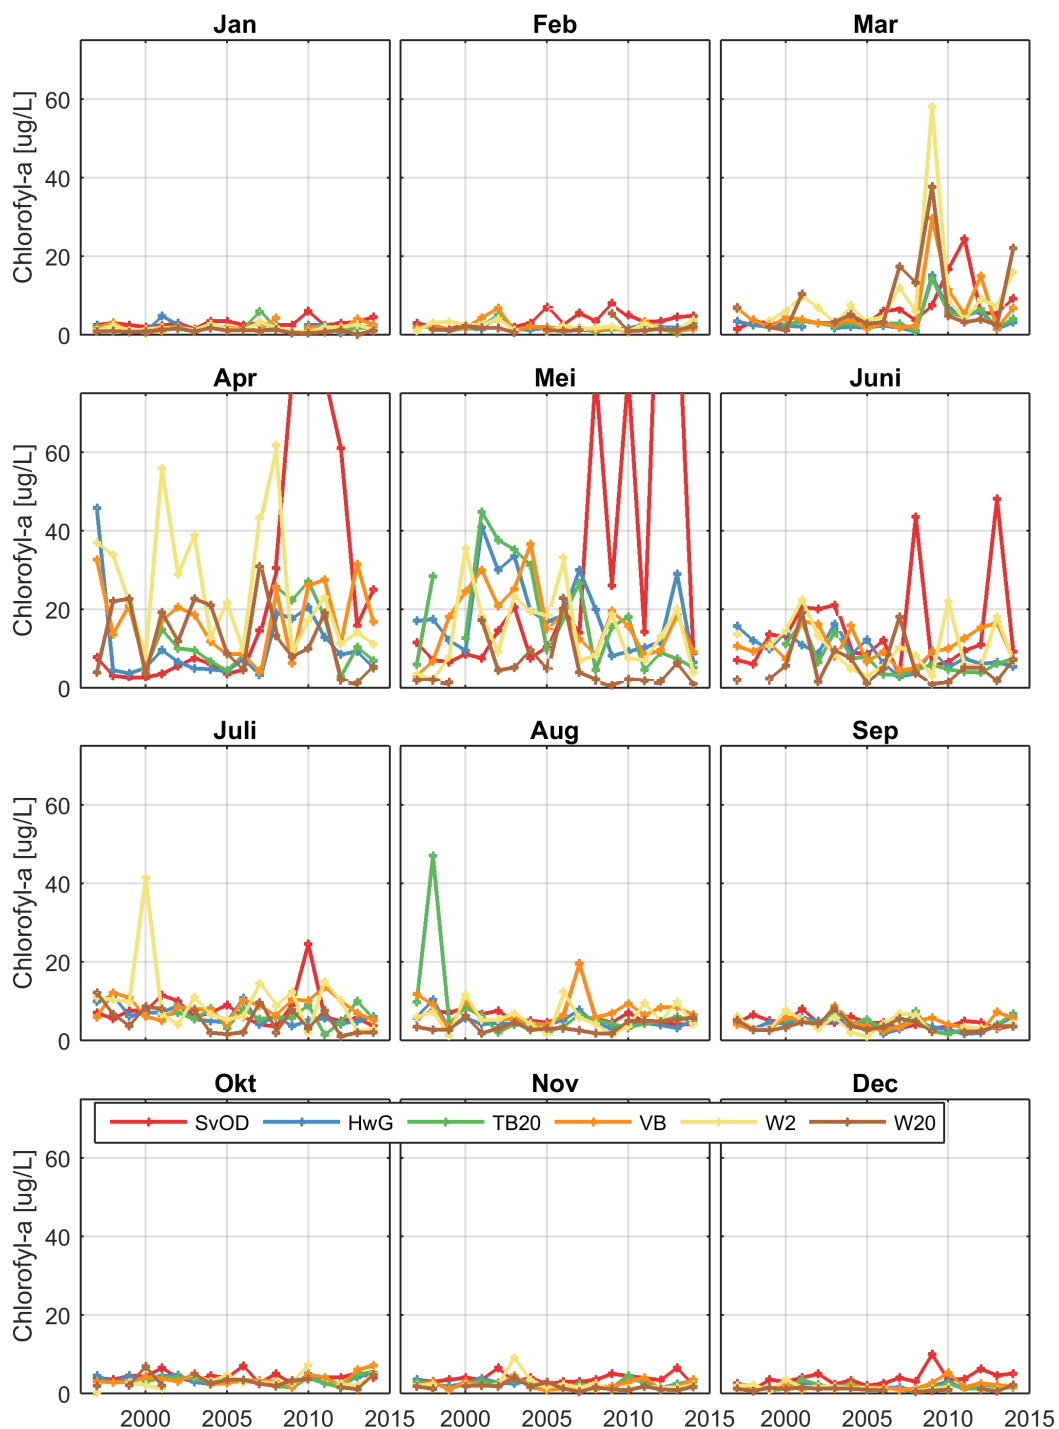 Jan Feb Mar
Chlorofyl-a [ug/L]
60
40
20
0
Apr Mei Juni
Chlorofyl-a [ug/L]
60
40
20
0
Juli Aug Sep
Chlorofyl-a [ug/L]
60
40
20
0
Okt Nov Dec
SvOD HwG TB20 VB W2 W20
Chlorofyl-a [ug/L]
60
40
20
0
2000 2005 2010 2015 2000 2005 2010 2015 2000 2005 2010 2015